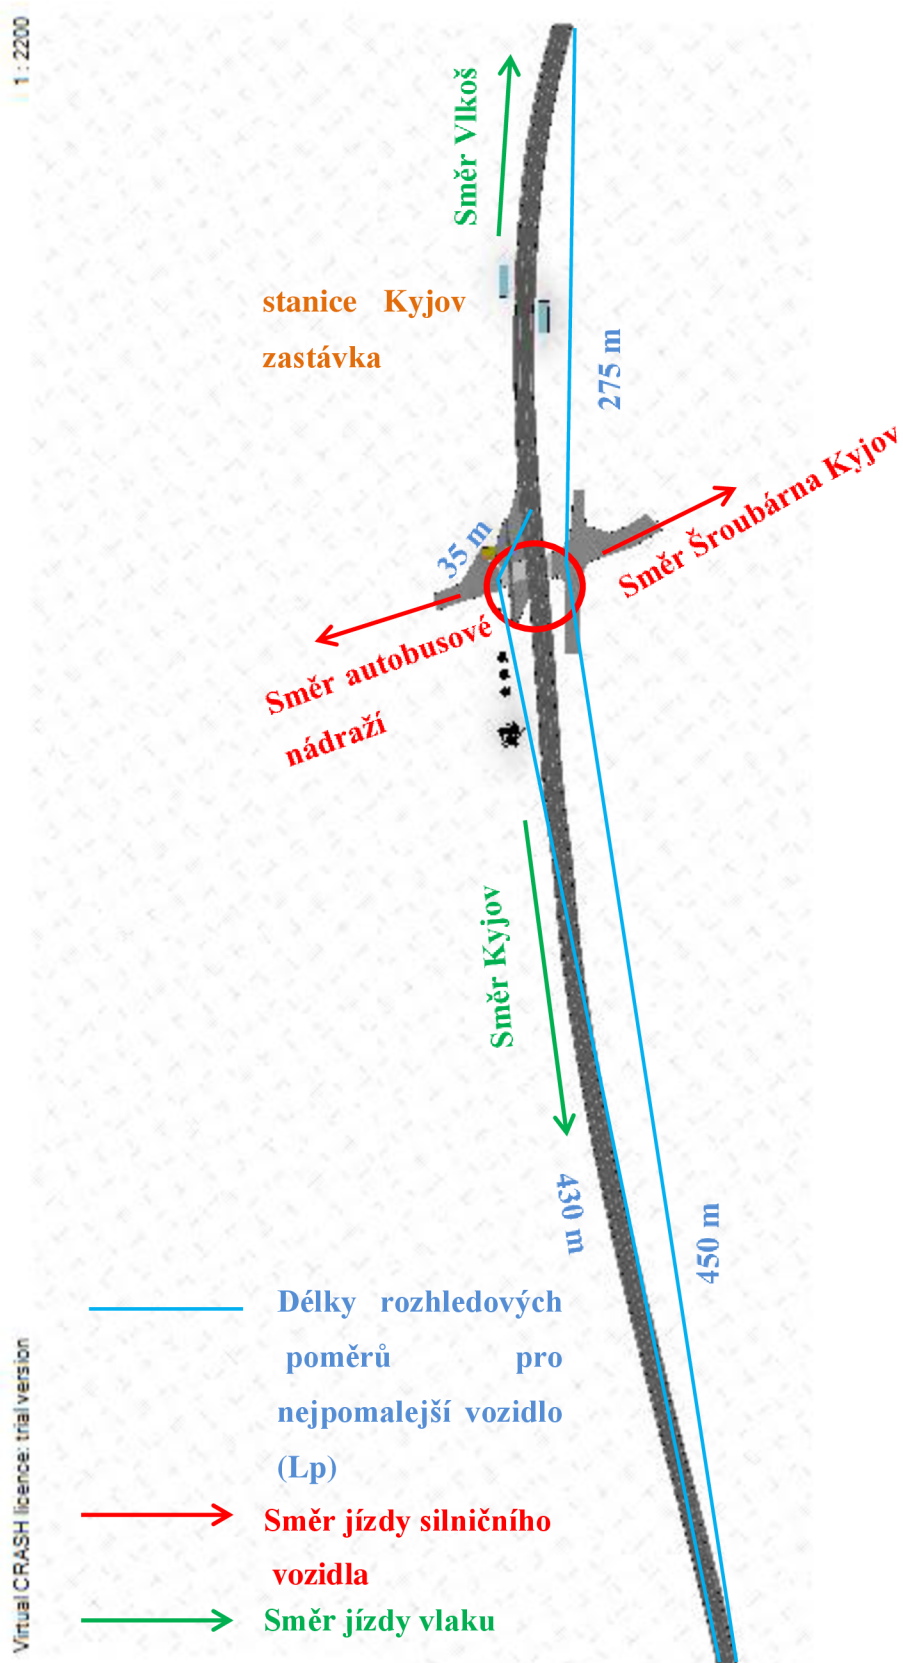 1 : 2200
Směr Vlkoš
stanice Kyjov
zastávka
275 m
Směr Šroubárna Kyjov
35 m
Směr autobusové
nádraží
Směr Kyjov
430 m
450 m
Délky rozhledových
poměrů pro
nejpomalejší vozidlo
(Lp)
Směr jízdy silničního
vozidla
Směr jízdy vlaku
Virtual CRASH licence: trial version